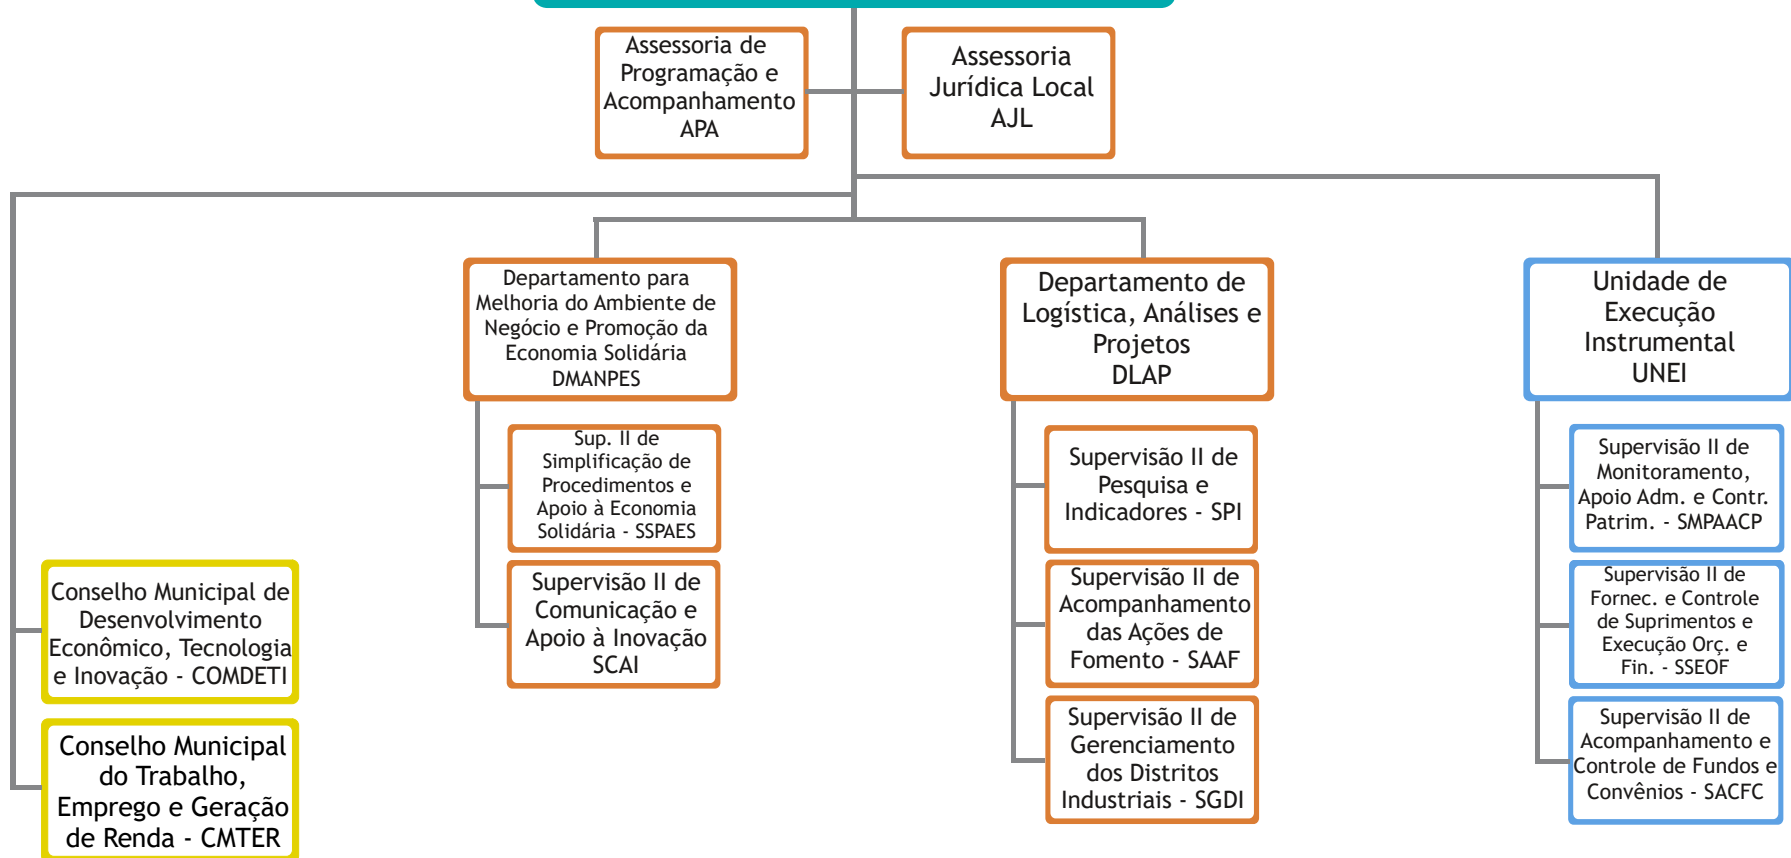 Assessoria de
Programação e
Acompanhamento
APA
Assessoria
Jurídica Local
AJL
Departamento para
Melhoria do Ambiente de
Negócio e Promoção da
Economia Solidária
DMANPES
Departamento de
Logística, Análises e
Projetos
DLAP
Unidade de
Execução
Instrumental
UNEI
Sup. II de
Simplificação de
Procedimentos e
Apoio à Economia
Solidária - SSPAES
Supervisão II de
Comunicação e
Apoio à Inovação
SCAI
Supervisão II de
Pesquisa e
Indicadores - SPI
Supervisão II de
Acompanhamento
das Ações de
Fomento - SAAF
Supervisão II de
Gerenciamento
dos Distritos
Industriais - SGDI
Supervisão II de
Monitoramento,
Apoio Adm. e Contr.
Patrim. - SMPAACP
Supervisão II de
Fornec. e Controle
de Suprimentos e
Execução Orç. e
Fin. - SSEOF
Supervisão II de
Acompanhamento e
Controle de Fundos e
Convênios - SACFC
Conselho Municipal de
Desenvolvimento
Econômico, Tecnologia
e Inovação - COMDETI
Conselho Municipal
do Trabalho,
Emprego e Geração
de Renda - CMTER